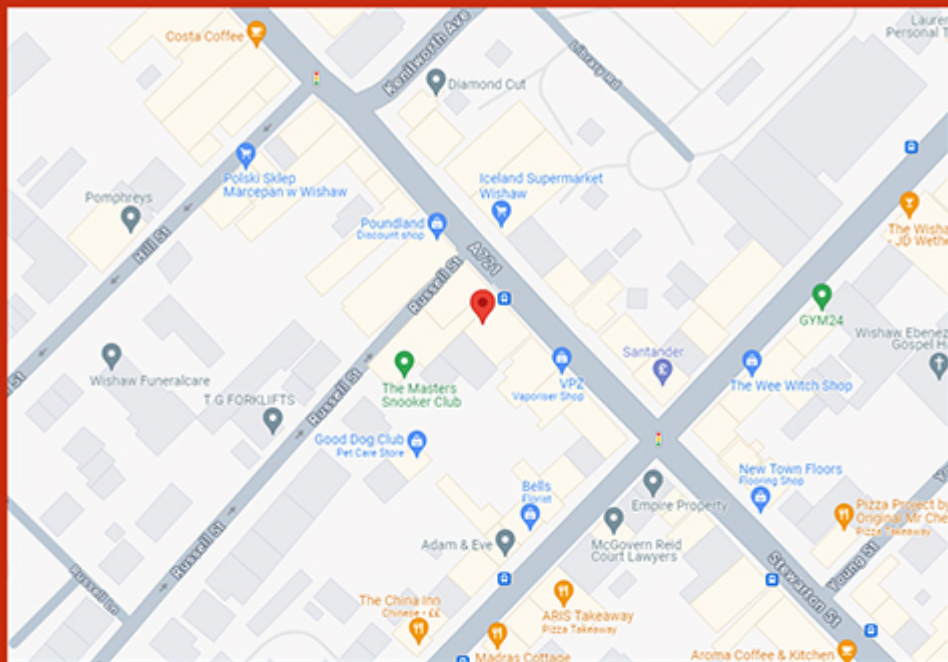 Costa Coffee
Kenilworth Ave
Library Rd
Personal T
Diamond Cut
Polski Sklep
Marcepan w Wishaw
Iceland Supermarket
Wishaw
Pomphreys
Poundland
Discount shop
Hill St
A721
Russell St
The Wisha
- JD Wethe
GYM24
Wishaw Ebenez
Gospel H
Santander
The Wee Witch Shop
VPZ
Vaporiser Shop
Wishaw Funeralcare
St
The Masters
Snooker Club
Russell St
T G FORKLIFTS
Good Dog Club
Pet Care Store
New Town Floors
Flooring Shop
Bells
Florist
Empire Property
Pizza Project by
Original Mr Che
Pizza Takeaway
Adam & Eve
McGovern Reid
Court Lawyers
Russell St
Young St
Stewarton St
Russell Ln
The China Inn
Chinese - ££
ARIS Takeaway
Pizza Takeaway
Madras Cottage
Aroma Coffee & Kitchen